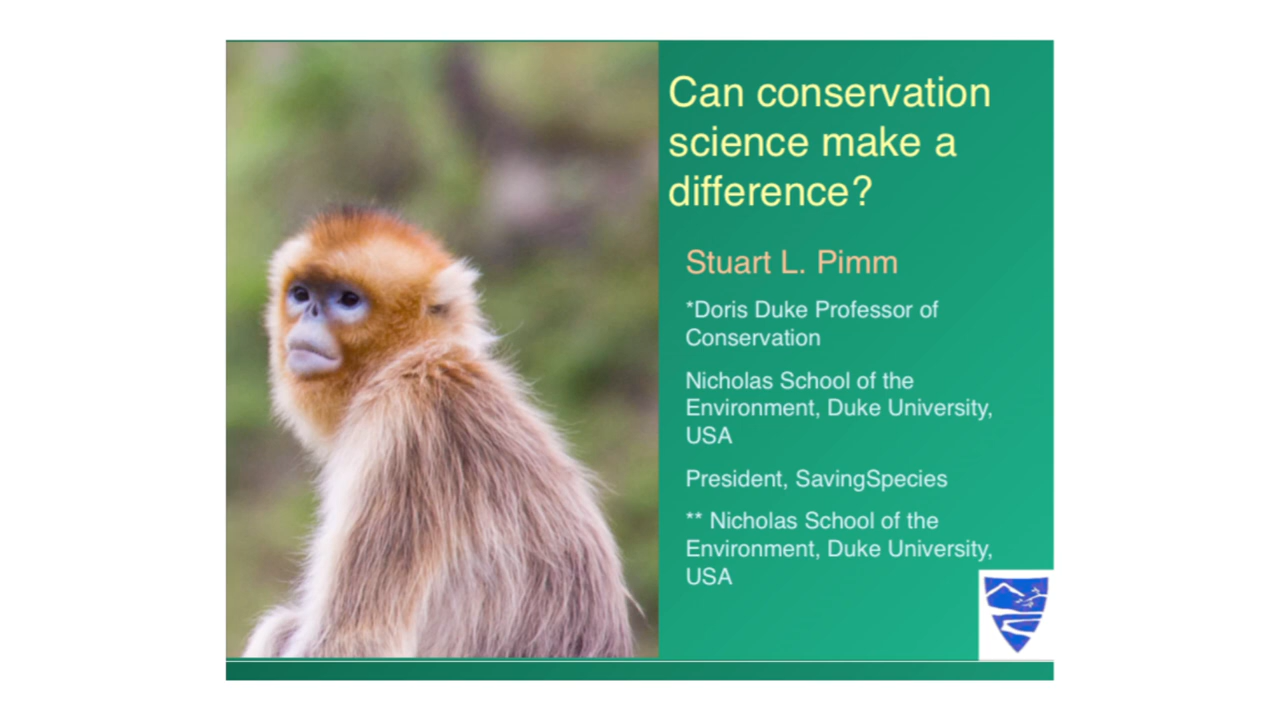 Can conservation
science make a
difference?
Stuart L. Pimm
*Doris Duke Professor of
Conservation
Nicholas School of the
Environment, Duke University,
USA
President, SavingSpecies
** Nicholas School of the
Environment, Duke University,
USA